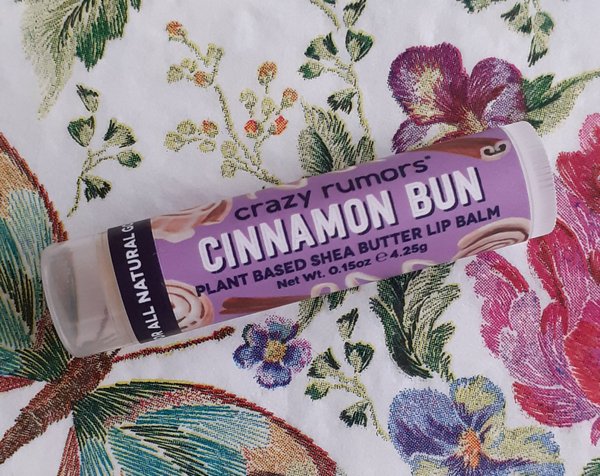 crazy rumors®
CINNAMON BUN
PLANT BASED SHEA BUTTER LIP BALM
Net Wt. 0.15oz ℮ 4.25g
ALL NATURAL